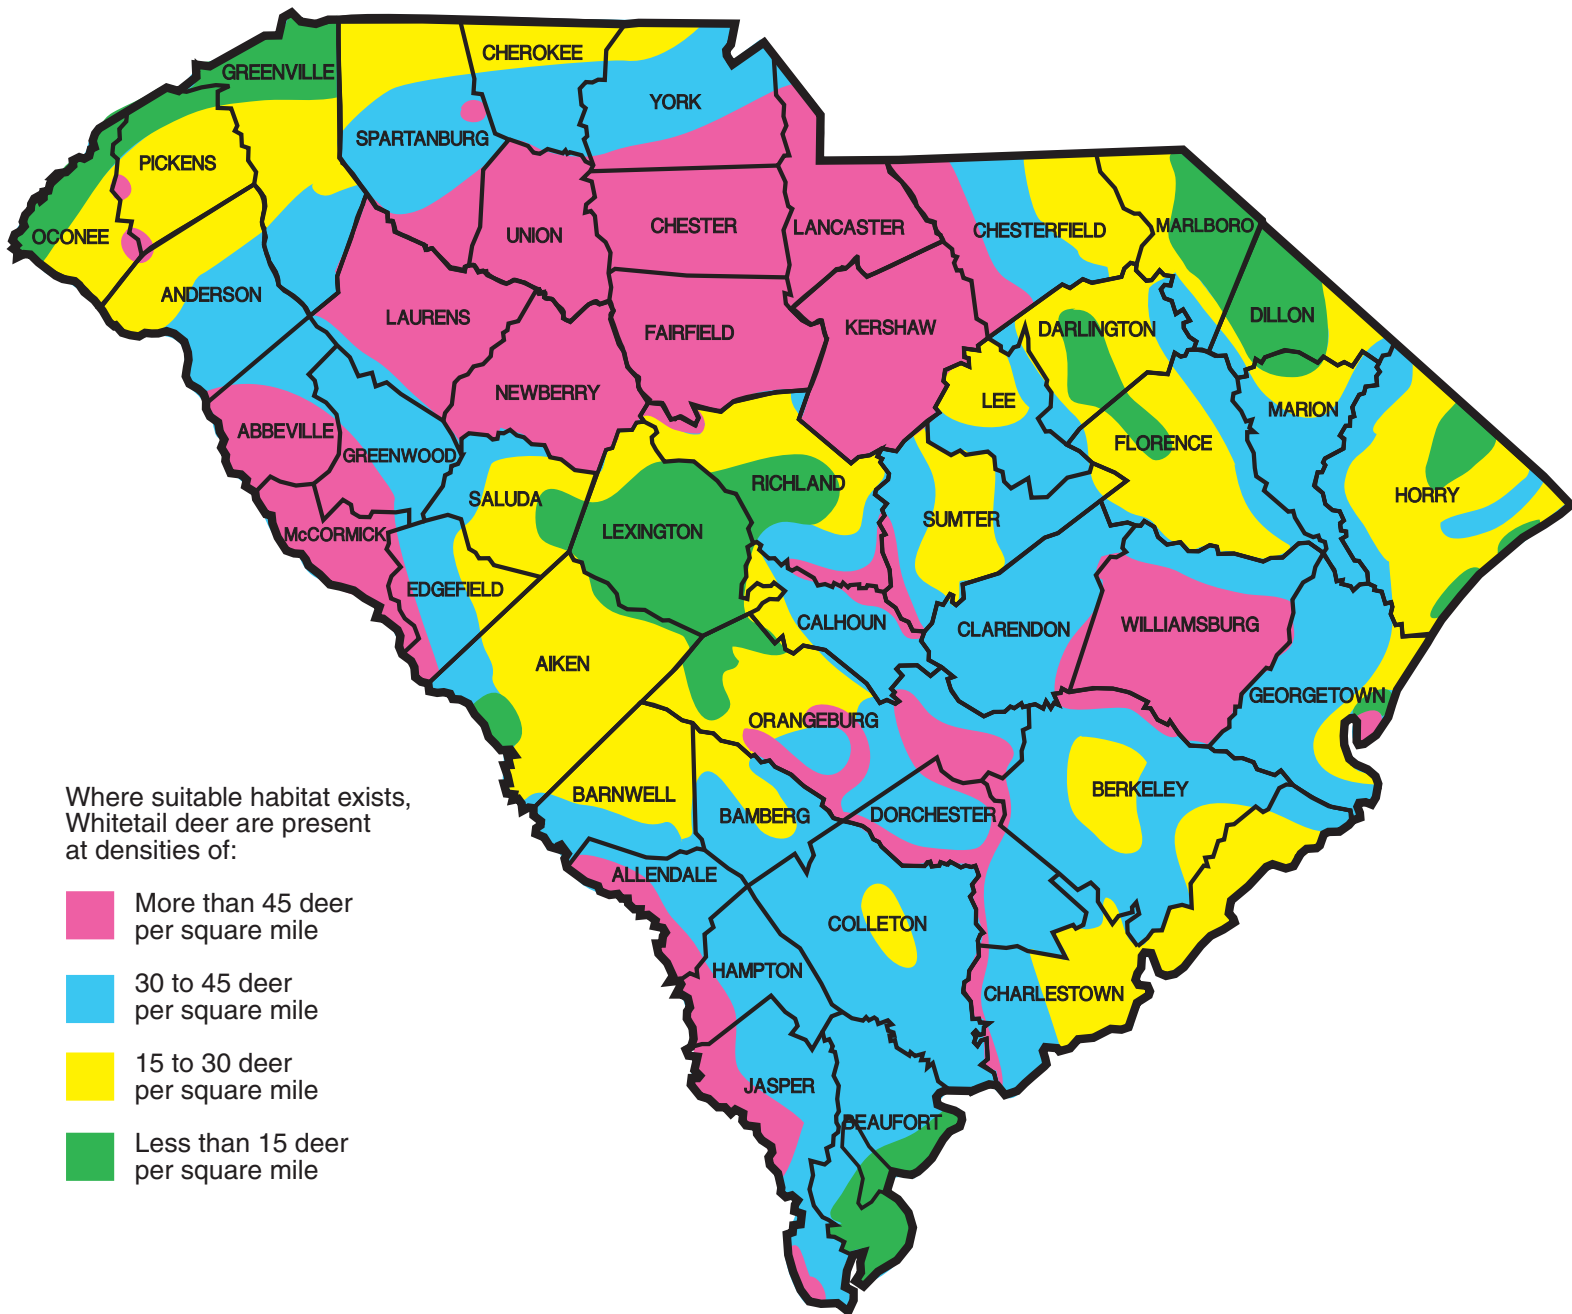 GREENVILLE
CHEROKEE
YORK
SPARTANBURG
PICKENS
OCONEE
UNION
CHESTER
LANCASTER
CHESTERFIELD
MARLBORO
ANDERSON
LAURENS
FAIRFIELD
KERSHAW
DARLINGTON
DILLON
NEWBERRY
LEE
MARION
ABBEVILLE
GREENWOOD
FLORENCE
SALUDA
RICHLAND
HORRY
McCORMICK
LEXINGTON
SUMTER
EDGEFIELD
CALHOUN
CLARENDON
WILLIAMSBURG
AIKEN
GEORGETOWN
ORANGEBURG
BARNWELL
BAMBERG
DORCHESTER
BERKELEY
ALLENDALE
COLLETON
HAMPTON
CHARLESTOWN
JASPER
BEAUFORT
Where suitable habitat exists,
Whitetail deer are present
at densities of:
More than 45 deer
per square mile
30 to 45 deer
per square mile
15 to 30 deer
per square mile
Less than 15 deer
per square mile